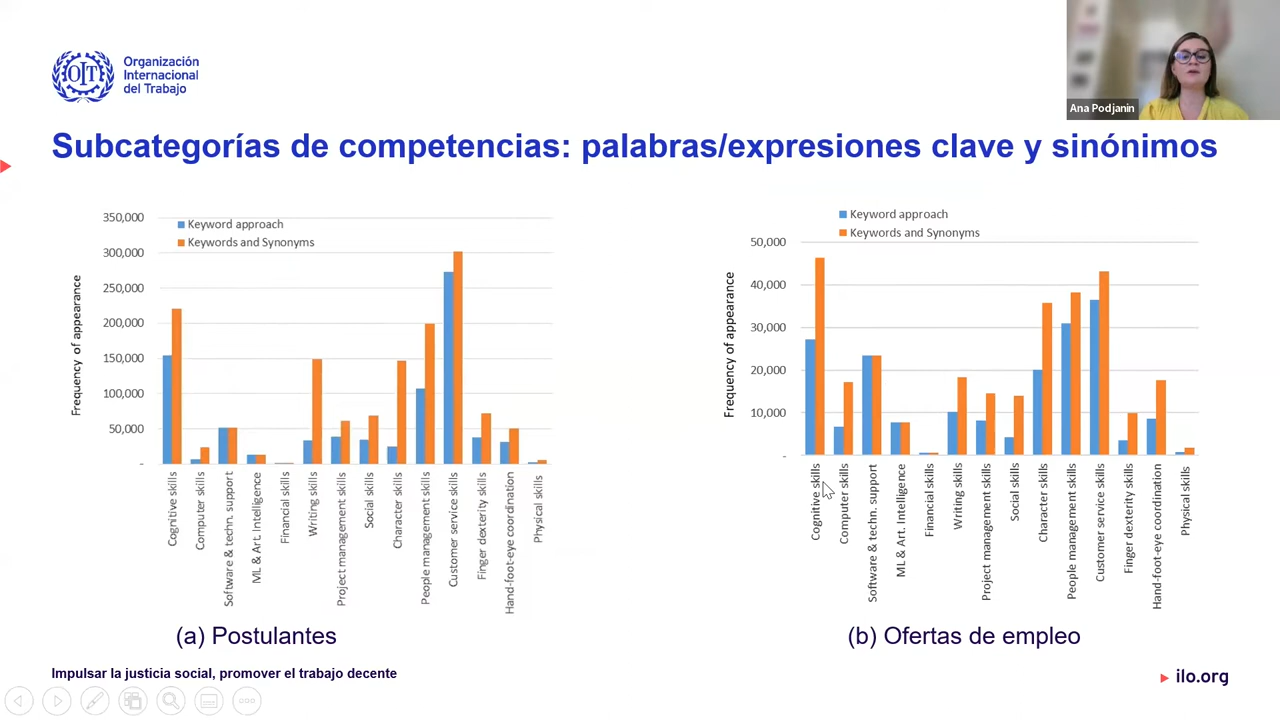 Organización
Internacional
del Trabajo
OIT
Ana Podjanin
Subcategorías de competencias: palabras/expresiones clave y sinónimos
350,000
300,000
250,000
200,000
150,000
100,000
50,000
-
Frequency of appearance
Keyword approach
Keywords and Synonyms
Cognitive skills
Computer skills
Software & techn. support
ML & Art. Intelligence
Financial skills
Writing skills
Project management skills
Social skills
Character skills
People management skills
Customer service skills
Finger dexterity skills
Hand-foot-eye coordination
Physical skills
(a) Postulantes
Keyword approach
Keywords and Synonyms
50,000
40,000
30,000
20,000
10,000
-
Frequency of appearance
Cognitive skills
Computer skills
Software & techn. support
ML & Art. Intelligence
Financial skills
Writing skills
Project management skills
Social skills
Character skills
People management skills
Customer service skills
Finger dexterity skills
Hand-foot-eye coordination
Physical skills
(b) Ofertas de empleo
Impulsar la justicia social, promover el trabajo decente
ilo.org